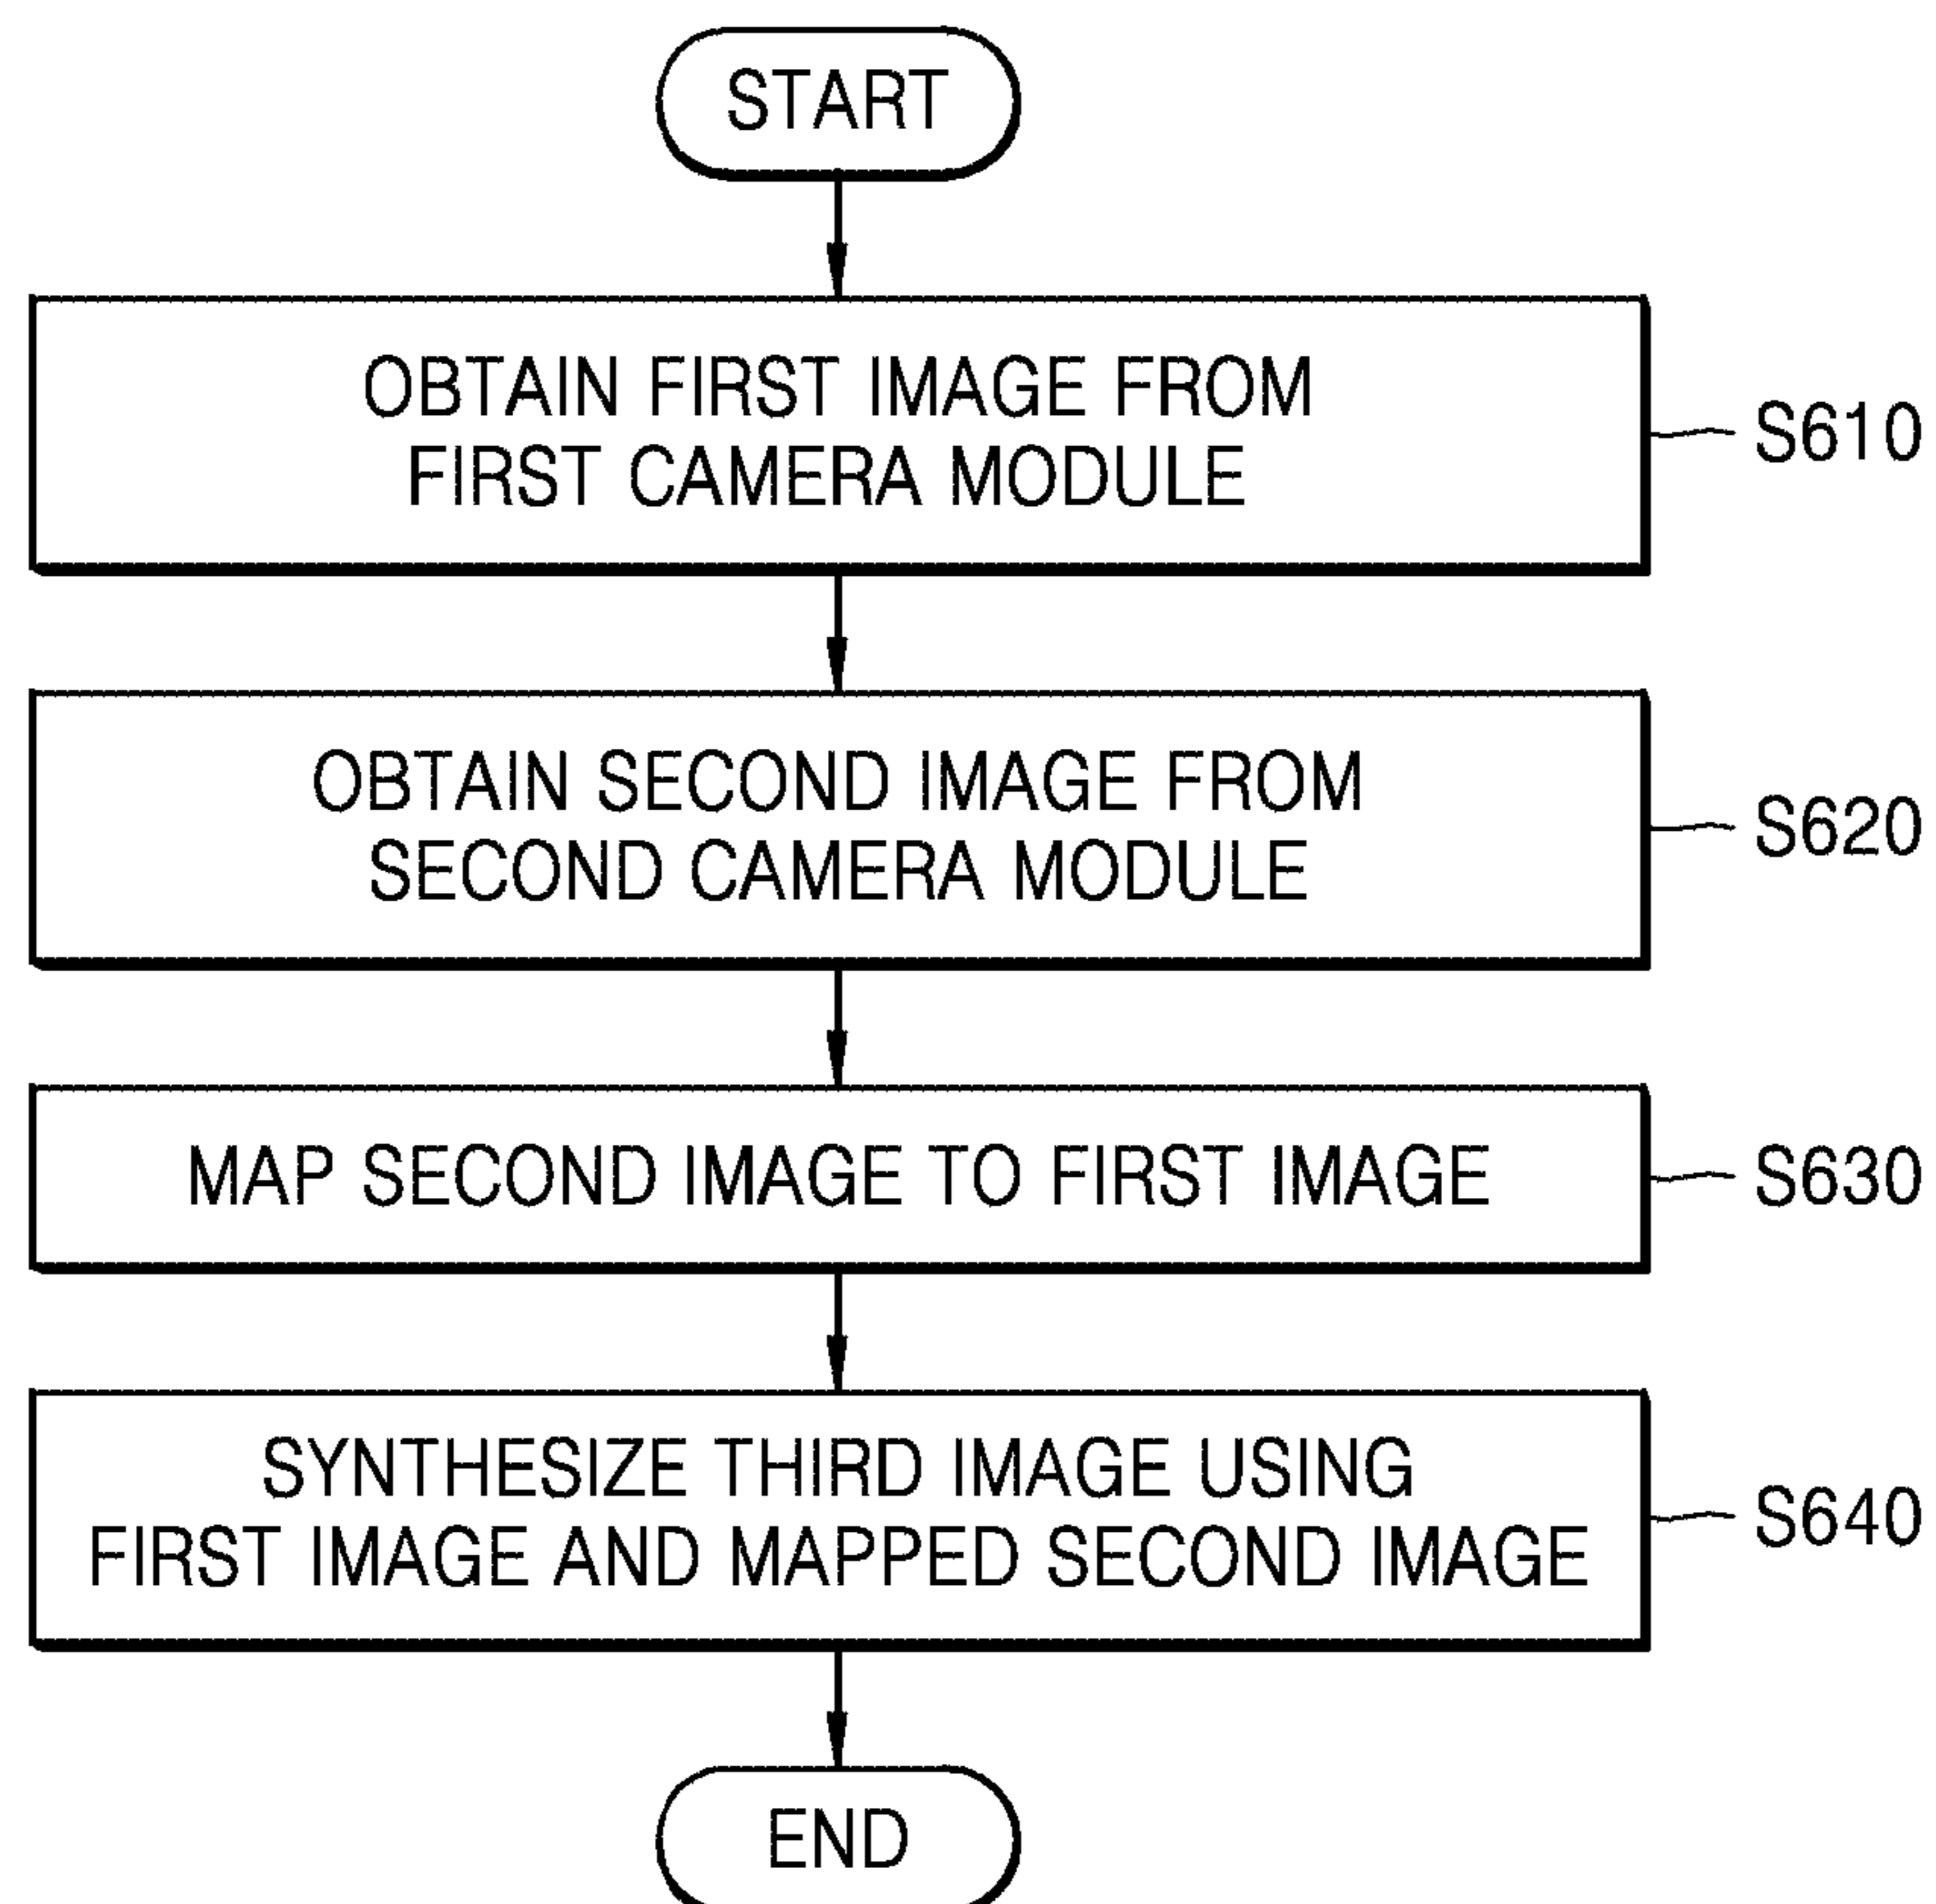 START
OBTAIN FIRST IMAGE FROM
FIRST CAMERA MODULE
S610
OBTAIN SECOND IMAGE FROM
SECOND CAMERA MODULE
S620
MAP SECOND IMAGE TO FIRST IMAGE
S630
SYNTHESIZE THIRD IMAGE USING
FIRST IMAGE AND MAPPED SECOND IMAGE
S640
END